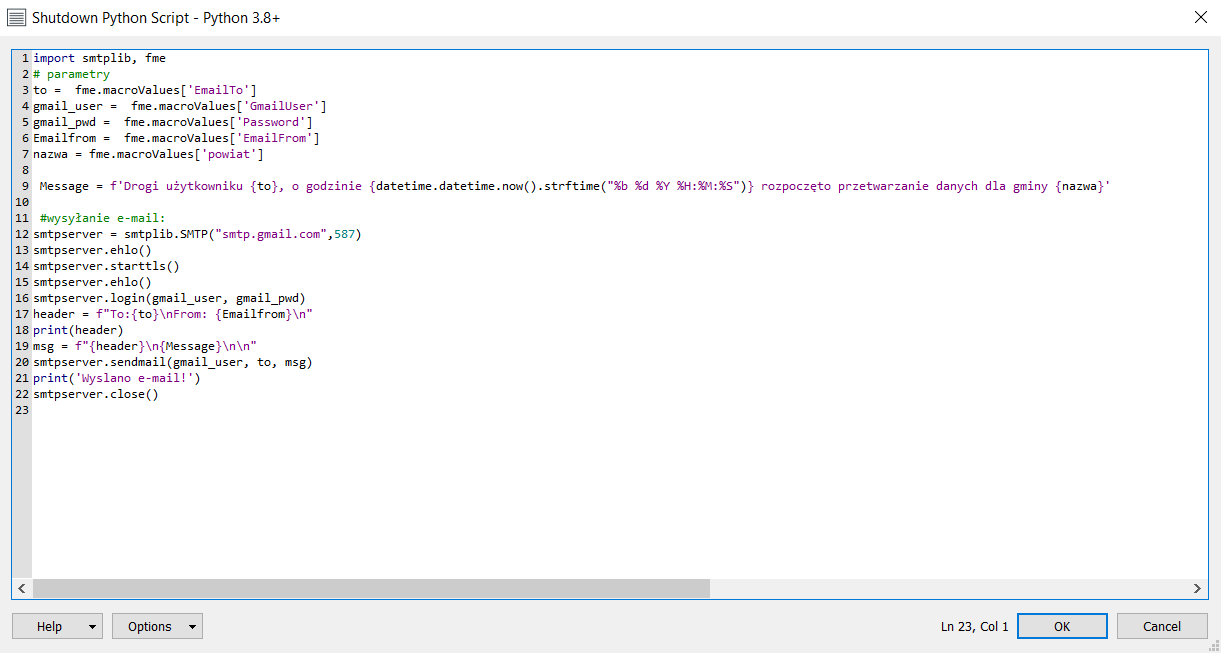 Shutdown Python Script - Python 3.8+
1 import smtplib, fme
2 # parametry
3 to =  fme.macroValues['EmailTo']
4 gmail_user =  fme.macroValues['GmailUser']
5 gmail_pwd =  fme.macroValues['Password']
6 Emailfrom =  fme.macroValues['EmailFrom']
7 nazwa = fme.macroValues['powiat']
8
9  Message = f'Drogi użytkowniku {to}, o godzinie {datetime.datetime.now().strftime("%b %d %Y %H:%M:%S")} rozpoczęto przetwarzanie danych dla gminy {nazwa}'
10
11  #wysyłanie e-mail:
12 smtpserver = smtplib.SMTP("smtp.gmail.com",587)
13 smtpserver.ehlo()
14 smtpserver.starttls()
15 smtpserver.ehlo()
16 smtpserver.login(gmail_user, gmail_pwd)
17 header = f"To:{to}\nFrom: {Emailfrom}\n"
18 print(header)
19 msg = f"{header}\n{Message}\n\n"
20 smtpserver.sendmail(gmail_user, to, msg)
21 print('Wyslano e-mail!')
22 smtpserver.close()
23
Help Options Ln 23, Col 1 OK Cancel